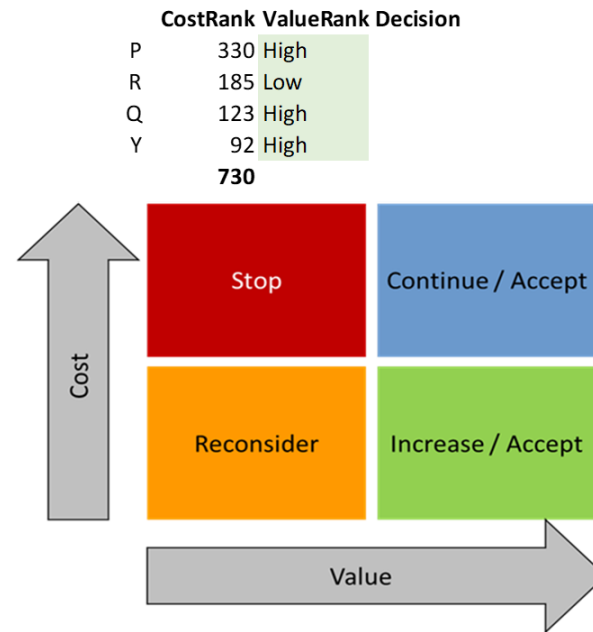 CostRank ValueRank Decision
P 330 High
R 185 Low
Q 123 High
Y 92 High
730
Stop
Continue / Accept
Cost
Reconsider
Increase / Accept
Value